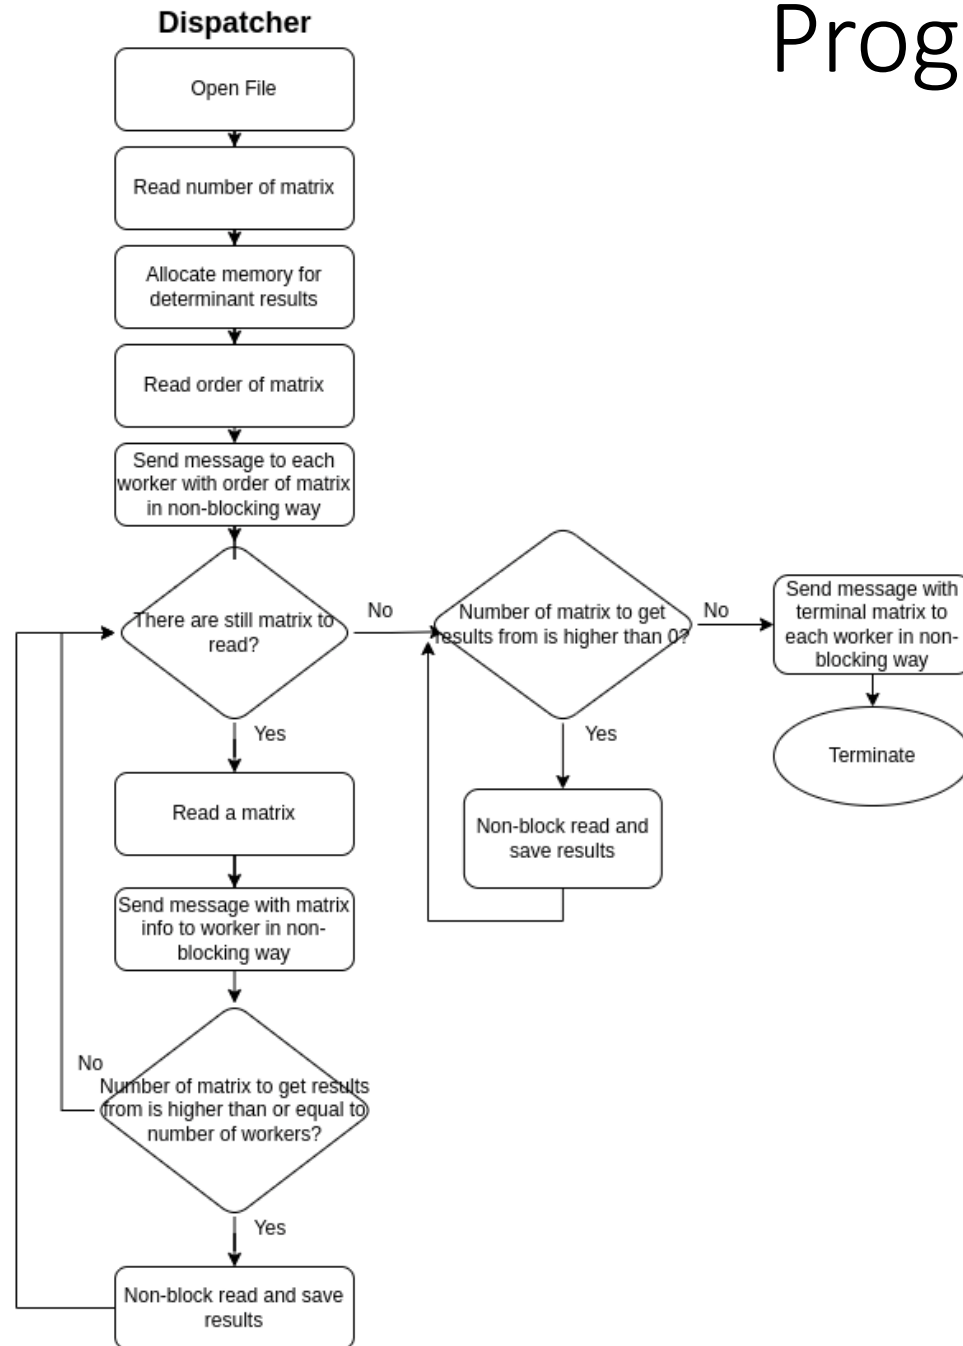 Dispatcher
Prog
Open File
Read number of matrix
Allocate memory for
determinant results
Read order of matrix
Send message to each
worker with order of matrix
in non-blocking way
There are still matrix to
read?
No
Number of matrix to get
results from is higher than 0?
No
Send message with
terminal matrix to
each worker in non-
blocking way
Terminate
Yes
Yes
Non-block read and
save results
Read a matrix
Send message with matrix
info to worker in non-
blocking way
No
Number of matrix to get results
from is higher than or equal to
number of workers?
Yes
Non-block read and save
results